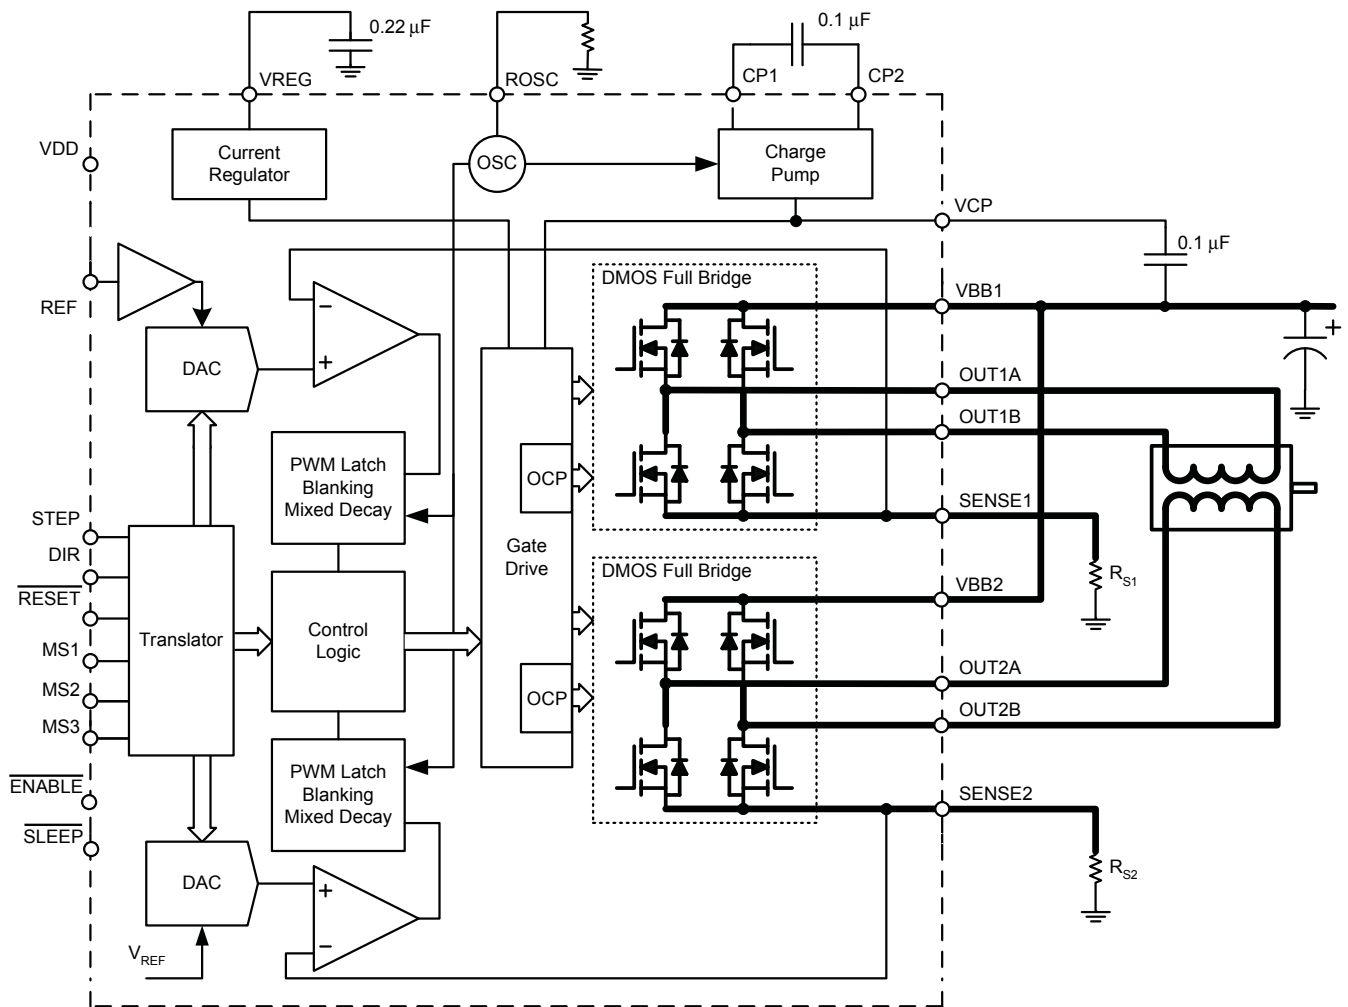 0.22 μF
0.1 μF
VREG
ROSC
CP1
CP2
VDD
Current
Regulator
OSC
Charge
Pump
VCP
0.1 μF
REF
DMOS Full Bridge
VBB1
+
−
+
DAC
OUT1A
OUT1B
PWM Latch
Blanking
Mixed Decay
OCP
SENSE1
STEP
DIR
RESET
MS1
MS2
MS3
Translator
Control
Logic
Gate
Drive
DMOS Full Bridge
RS1
VBB2
OCP
OUT2A
OUT2B
PWM Latch
Blanking
Mixed Decay
ENABLE
SLEEP
SENSE2
DAC
+
−
RS2
VREF